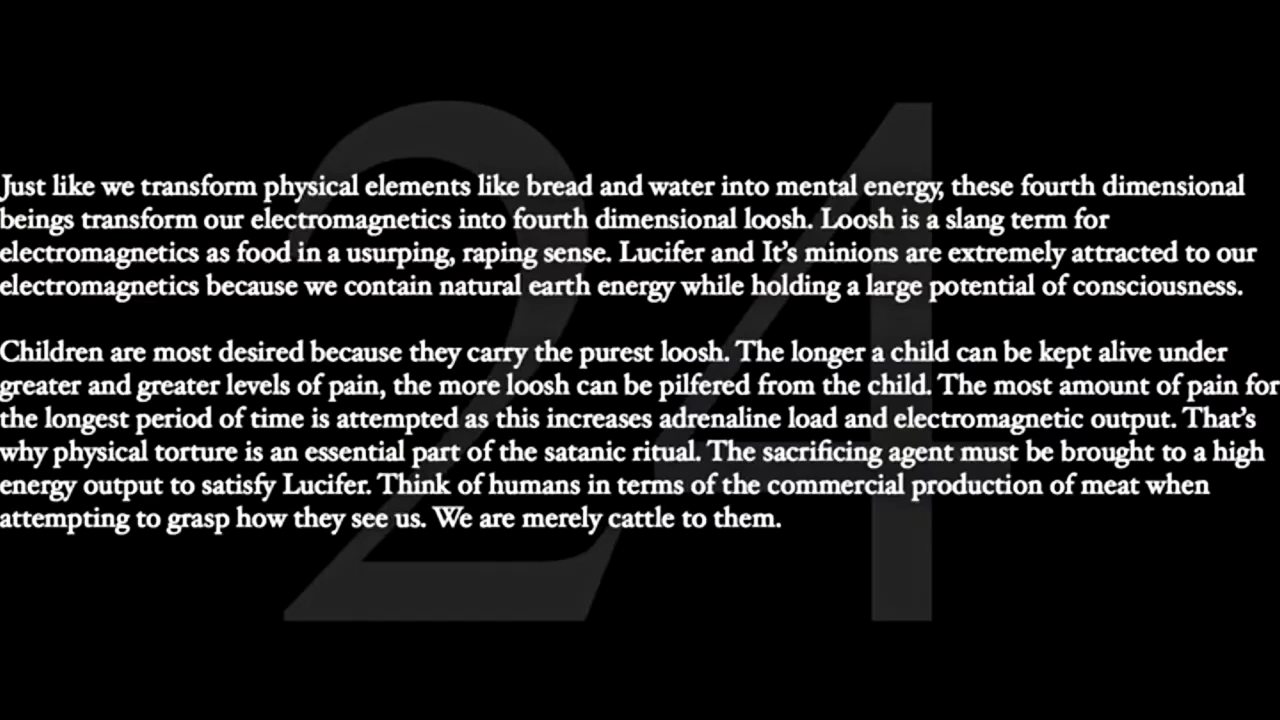 24
Just like we transform physical elements like bread and water into mental energy, these fourth dimensional
beings transform our electromagnetics into fourth dimensional loosh. Loosh is a slang term for
electromagnetics as food in a usurping, raping sense. Lucifer and It’s minions are extremely attracted to our
electromagnetics because we contain natural earth energy while holding a large potential of consciousness.
Children are most desired because they carry the purest loosh. The longer a child can be kept alive under
greater and greater levels of pain, the more loosh can be pilfered from the child. The most amount of pain for
the longest period of time is attempted as this increases adrenaline load and electromagnetic output. That’s
why physical torture is an essential part of the satanic ritual. The sacrificing agent must be brought to a high
energy output to satisfy Lucifer. Think of humans in terms of the commercial production of meat when
attempting to grasp how they see us. We are merely cattle to them.